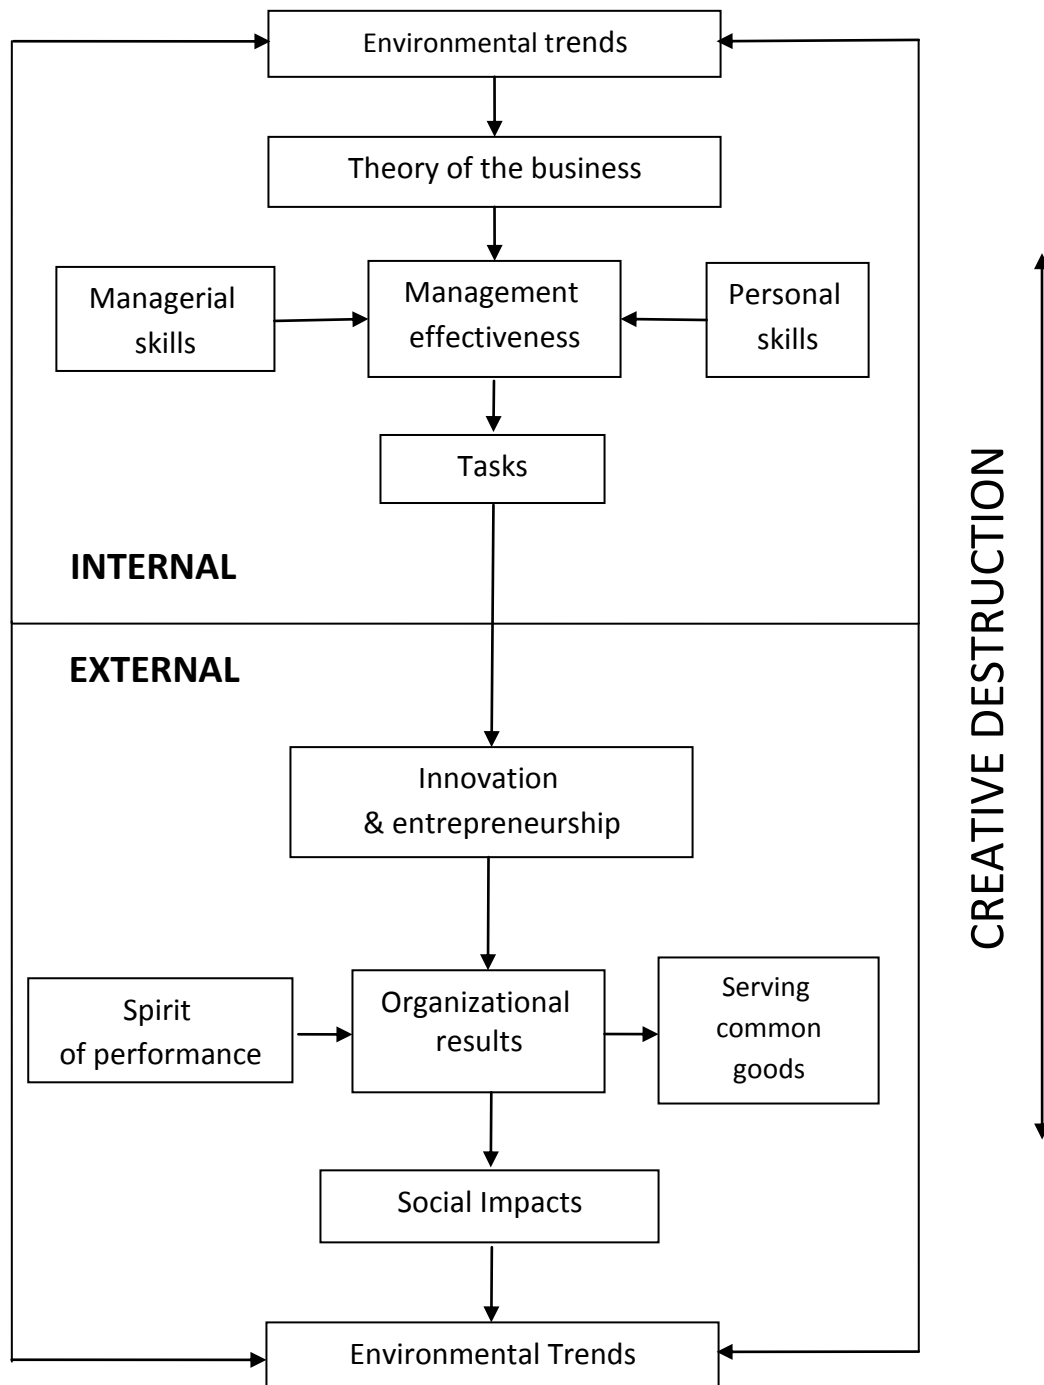 Environmental trends
Theory of the business
Managerial
skills
Management
effectiveness
Personal
skills
Tasks
INTERNAL
EXTERNAL
CREATIVE DESTRUCTION
Innovation
& entrepreneurship
Spirit
of performance
Organizational
results
Serving
common
goods
Social Impacts
Environmental Trends